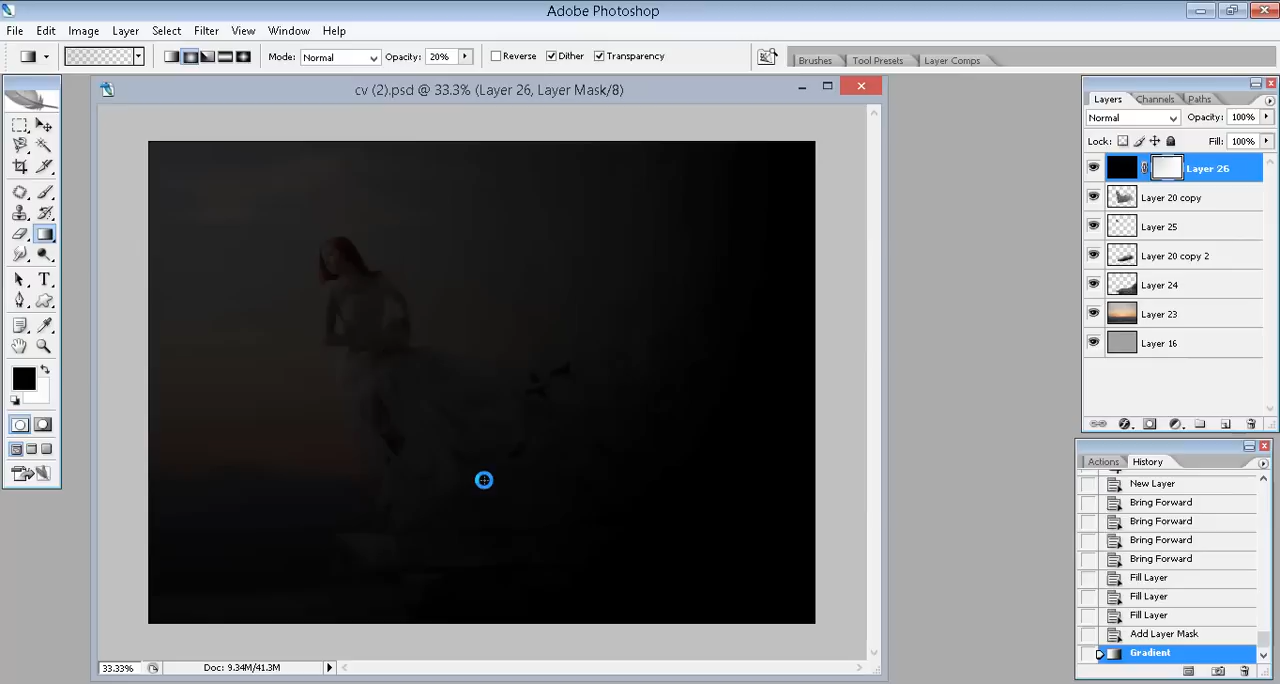 Adobe Photoshop
File Edit Image Layer Select Filter View Window Help
Mode: Normal Opacity: 20% Reverse Dither Transparency Brushes Tool Presets Layer Comps
cv (2).psd @ 33.3% (Layer 26, Layer Mask/8)
Layers Channels Paths
Normal Opacity: 100%
Lock: Fill: 100%
Layer 26
Layer 20 copy
Layer 25
Layer 20 copy 2
Layer 24
Layer 23
Layer 16
T
Actions History
New Layer
Bring Forward
Bring Forward
Bring Forward
Bring Forward
Fill Layer
Fill Layer
Fill Layer
Add Layer Mask
Gradient
33.33% Doc: 9.34M/41.3M